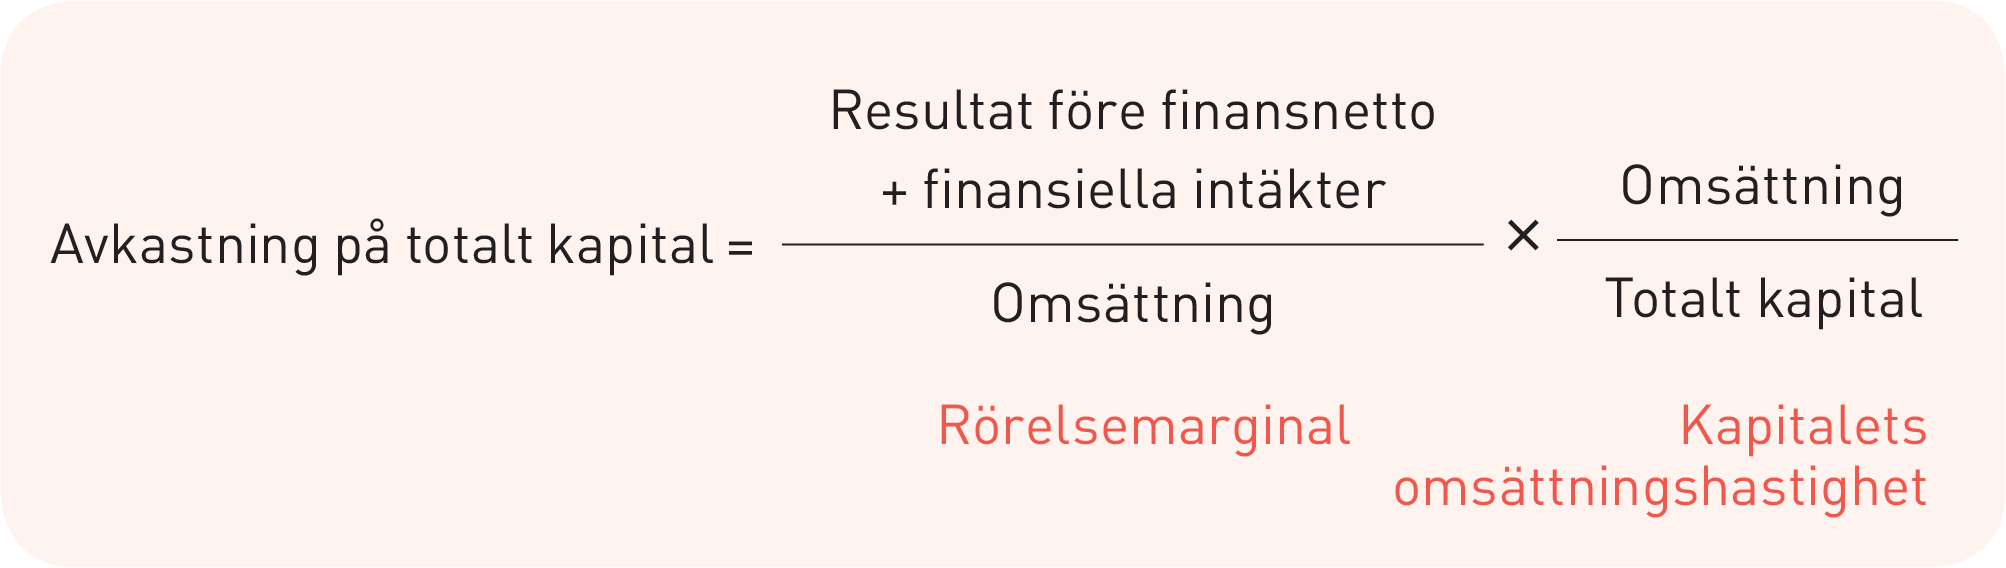 Avkastning på totalt kapital =
Resultat före finansnetto
+ finansiella intäkter
Omsättning
×
Omsättning
Totalt kapital
Rörelsemarginal
Kapitalets
omsättningshastighet